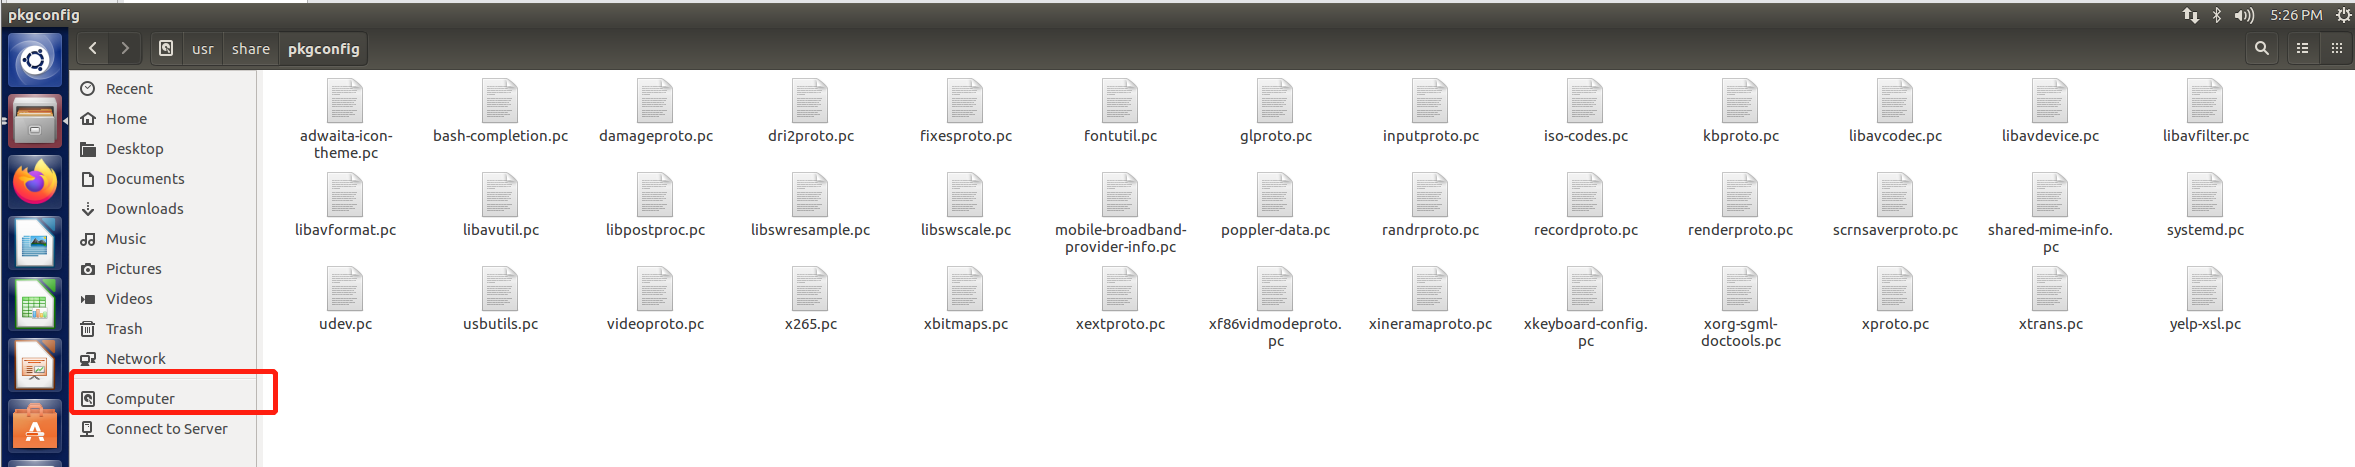 pkgconfig
5:26 PM
usr share pkgconfig
Recent
Home
Desktop
Documents
Downloads
Music
Pictures
Videos
Trash
Network
Computer
Connect to Server
adwaita-icon-
theme.pc
bash-completion.pc
damageproto.pc
dri2proto.pc
fixesproto.pc
fontutil.pc
glproto.pc
inputproto.pc
iso-codes.pc
kbproto.pc
libavcodec.pc
libavdevice.pc
libavfilter.pc
libavformat.pc
libavutil.pc
libpostproc.pc
libswresample.pc
libswscale.pc
mobile-broadband-
provider-info.pc
poppler-data.pc
randrproto.pc
recordproto.pc
renderproto.pc
scrnsaverproto.pc
shared-mime-info.
pc
systemd.pc
udev.pc
usbutils.pc
videoproto.pc
x265.pc
xbitmaps.pc
xextproto.pc
xf86vidmodeproto.
pc
xineramaproto.pc
xkeyboard-config.
pc
xorg-sgml-
doctools.pc
xproto.pc
xtrans.pc
yelp-xsl.pc